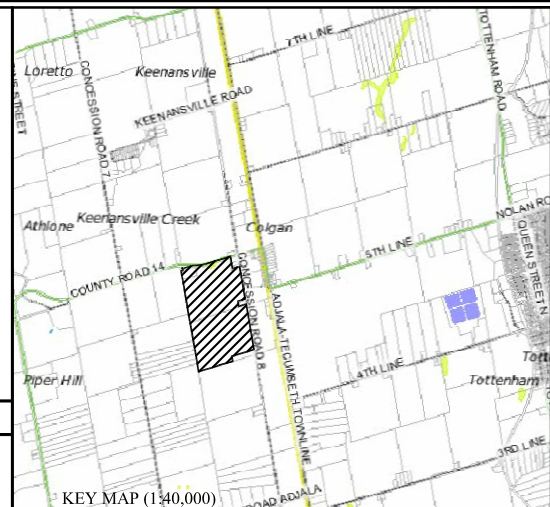 7TH LINE
TOTTENHAM ROAD
Loretto
Keenansville
CONCESSION ROAD 7
STREET
KEENANSVILLE ROAD
Athlone
Keenansville Creek
Colgan
NOLAN RO
5TH LINE
QUEEN STREET N
COUNTY ROAD 14
CONCESSION ROAD 8
ADJALA-TECUMSETH TOWNLINE
Piper Hill
4TH LINE
Tott
Tottenham
3RD LINE
KEY MAP (1:40,000)
ROAD ADJALA